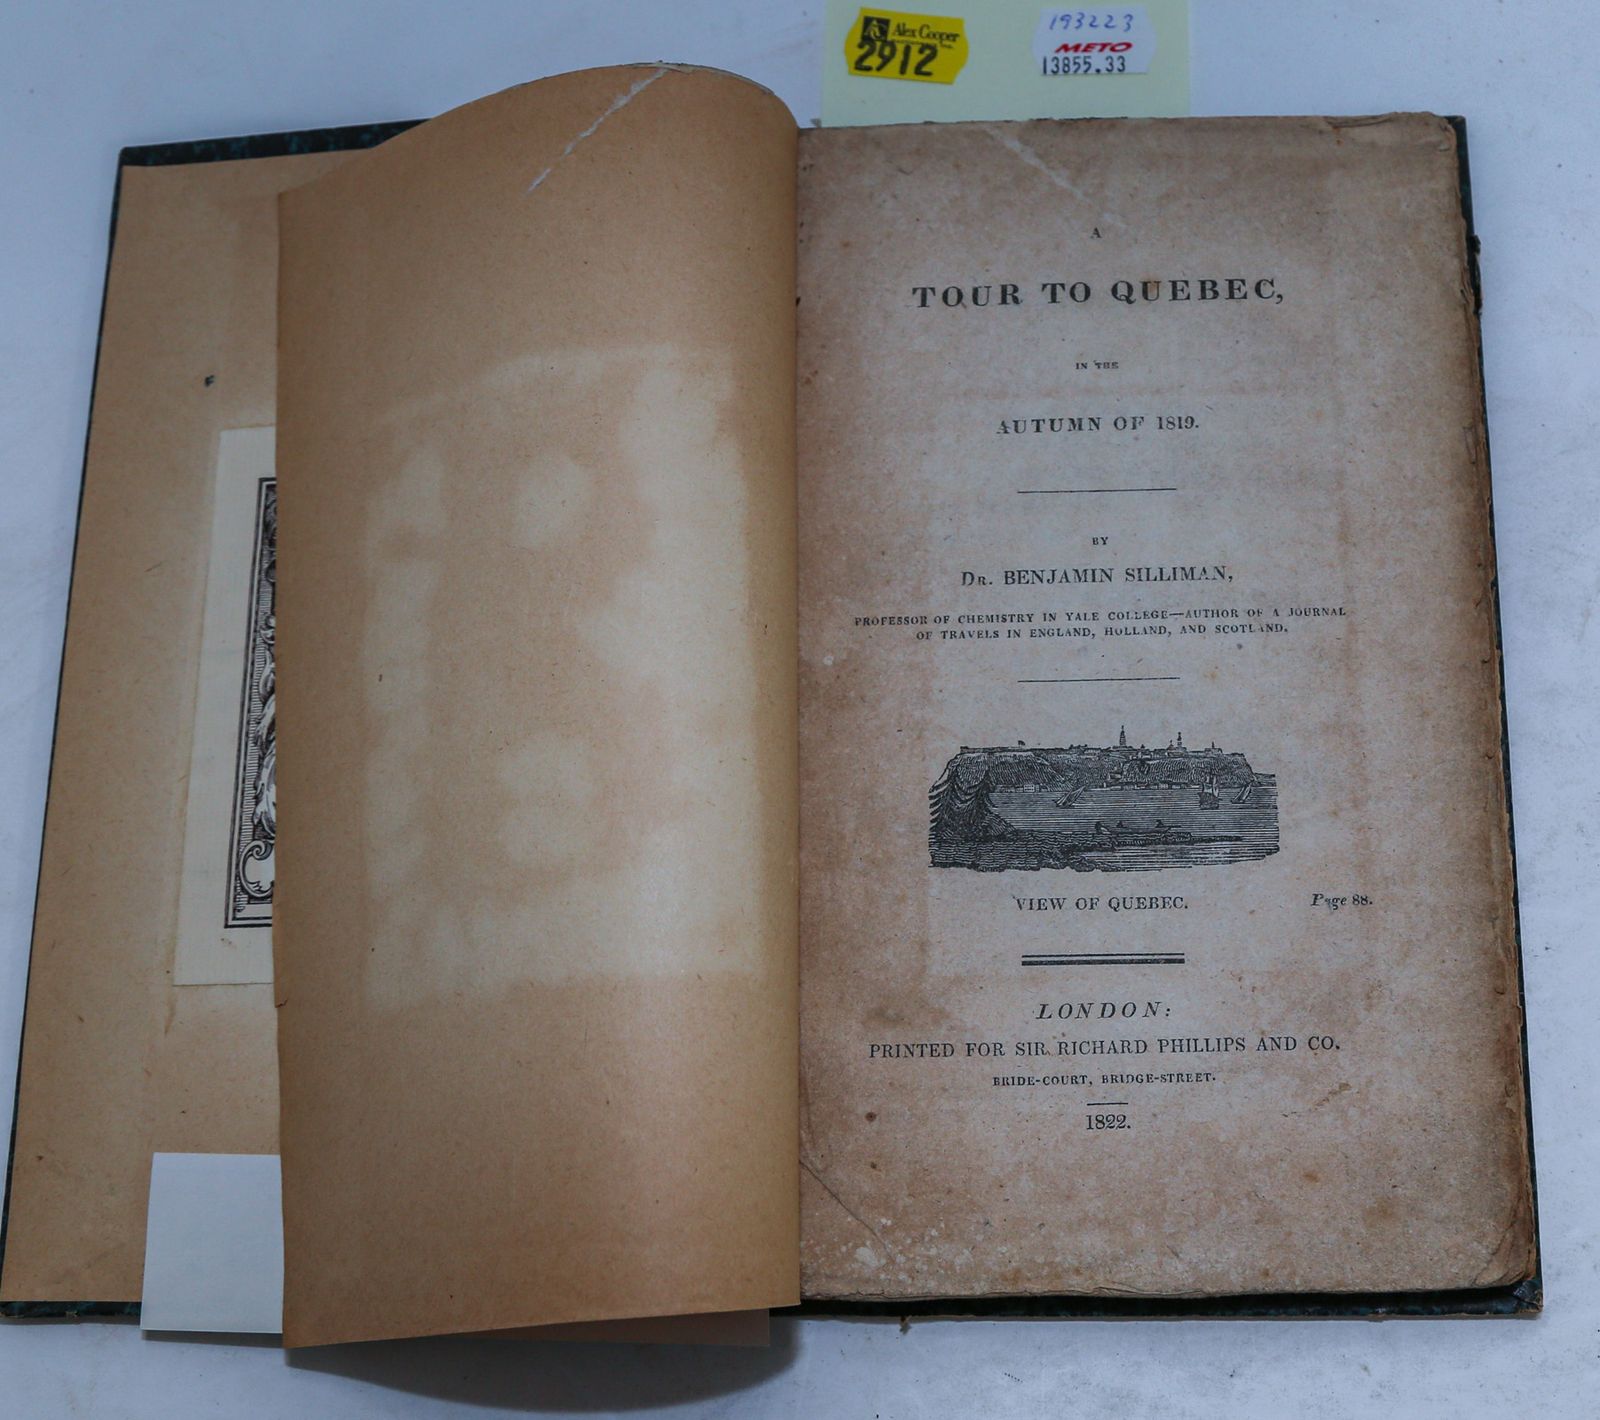 Alex Cooper
2912
193223
METO
13855.33
A
TOUR TO QUEBEC,
IN THE
AUTUMN OF 1819.
BY
DR. BENJAMIN SILLIMAN,
PROFESSOR OF CHEMISTRY IN YALE COLLEGE—AUTHOR OF A JOURNAL
OF TRAVELS IN ENGLAND, HOLLAND, AND SCOTLAND.
VIEW OF QUEBEC. Page 88.
LONDON:
PRINTED FOR SIR RICHARD PHILLIPS AND CO.
BRIDE-COURT, BRIDGE-STREET.
1822.